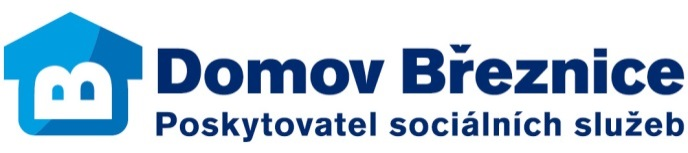 B Domov Březnice
Poskytovatel sociálních služeb